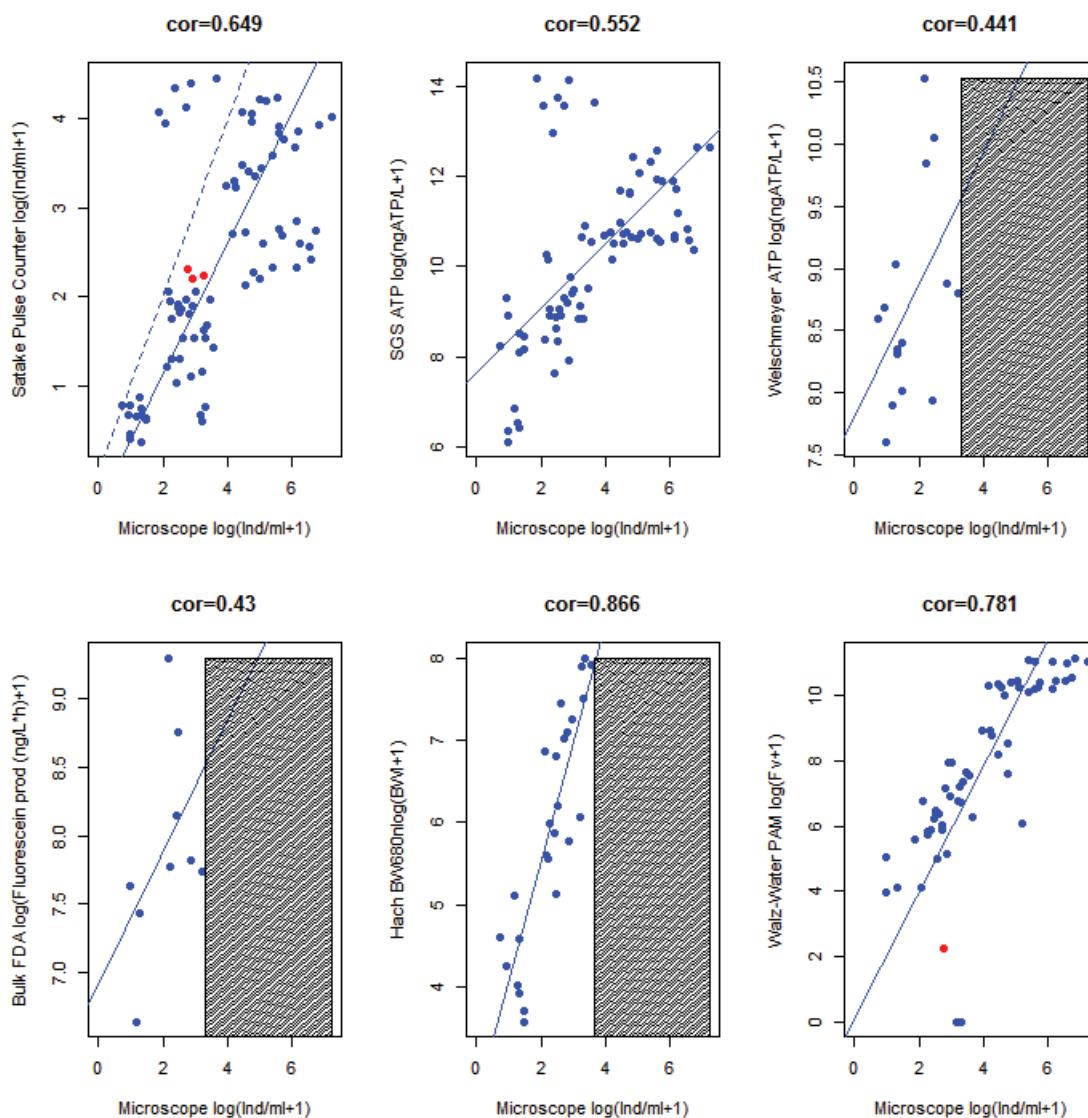 cor=0.649
cor=0.552
cor=0.441
Satake Pulse Counter log(Ind/ml+1)
4
3
2
1
0 2 4 6
Microscope log(Ind/ml+1)
SGS ATP log(ngATP/L+1)
14
12
10
8
6
0 2 4 6
Microscope log(Ind/ml+1)
Welschmeyer ATP log(ngATP/L+1)
10.5
10.0
9.5
9.0
8.5
8.0
7.5
0 2 4 6
Microscope log(Ind/ml+1)
cor=0.43
cor=0.866
cor=0.781
Bulk FDA log(Fluorescein prod (ng/L*h)+1)
9.0
8.5
8.0
7.5
7.0
0 2 4 6
Microscope log(Ind/ml+1)
Hach BW680nlog(BWI+1)
8
7
6
5
4
0 2 4 6
Microscope log(Ind/ml+1)
Walz-Water PAM log(Fv+1)
10
8
6
4
2
0
0 2 4 6
Microscope log(Ind/ml+1)